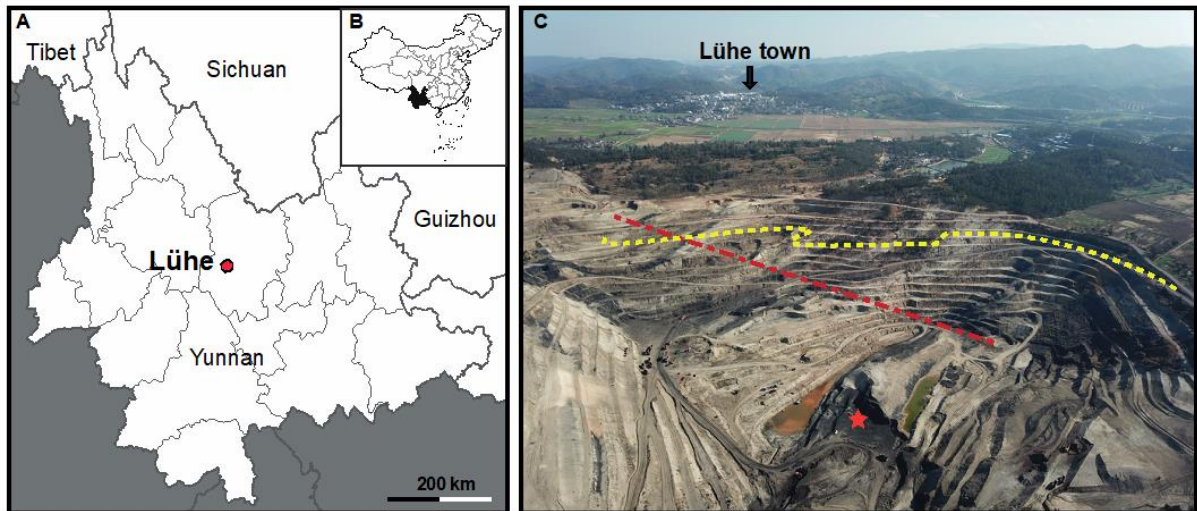 A
Tibet
Sichuan
B
Guizhou
Lühe
Yunnan
200 km
C
Lühe town